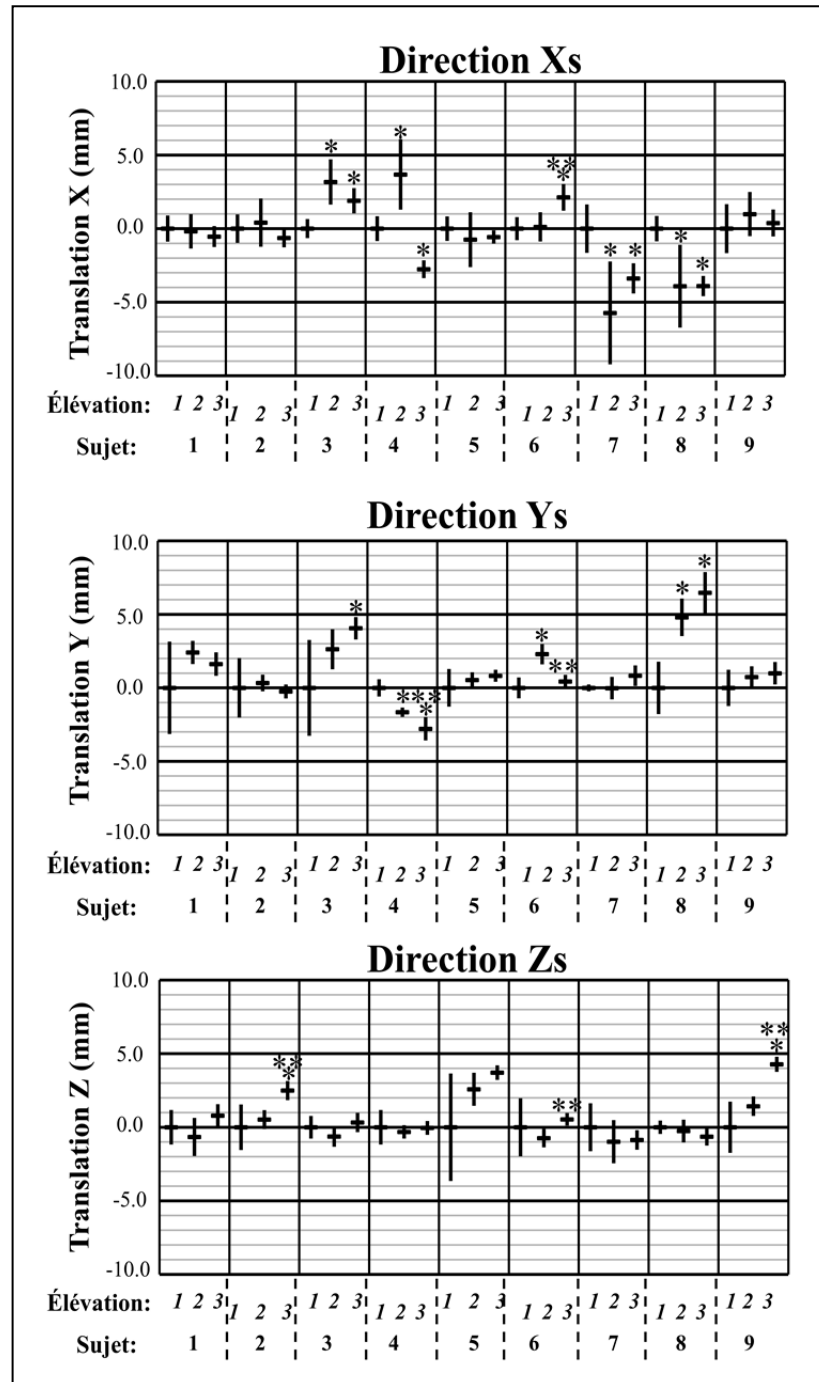 Direction Xs
Translation X (mm)
10.0
5.0
0.0
-5.0
-10.0
* * * * ** * * * * *
Élévation: 1 2 3 1 2 3 1 2 3 1 2 3 1 2 3 1 2 3 1 2 3 1 2 3 1 2 3
Sujet: 1 2 3 4 5 6 7 8 9
Direction Ys
Translation Y (mm)
10.0
5.0
0.0
-5.0
-10.0
* *** * * ** * *
Élévation: 1 2 3 1 2 3 1 2 3 1 2 3 1 2 3 1 2 3 1 2 3 1 2 3 1 2 3
Sujet: 1 2 3 4 5 6 7 8 9
Direction Zs
Translation Z (mm)
10.0
5.0
0.0
-5.0
-10.0
** * ** ** *
Élévation: 1 2 3 1 2 3 1 2 3 1 2 3 1 2 3 1 2 3 1 2 3 1 2 3 1 2 3
Sujet: 1 2 3 4 5 6 7 8 9